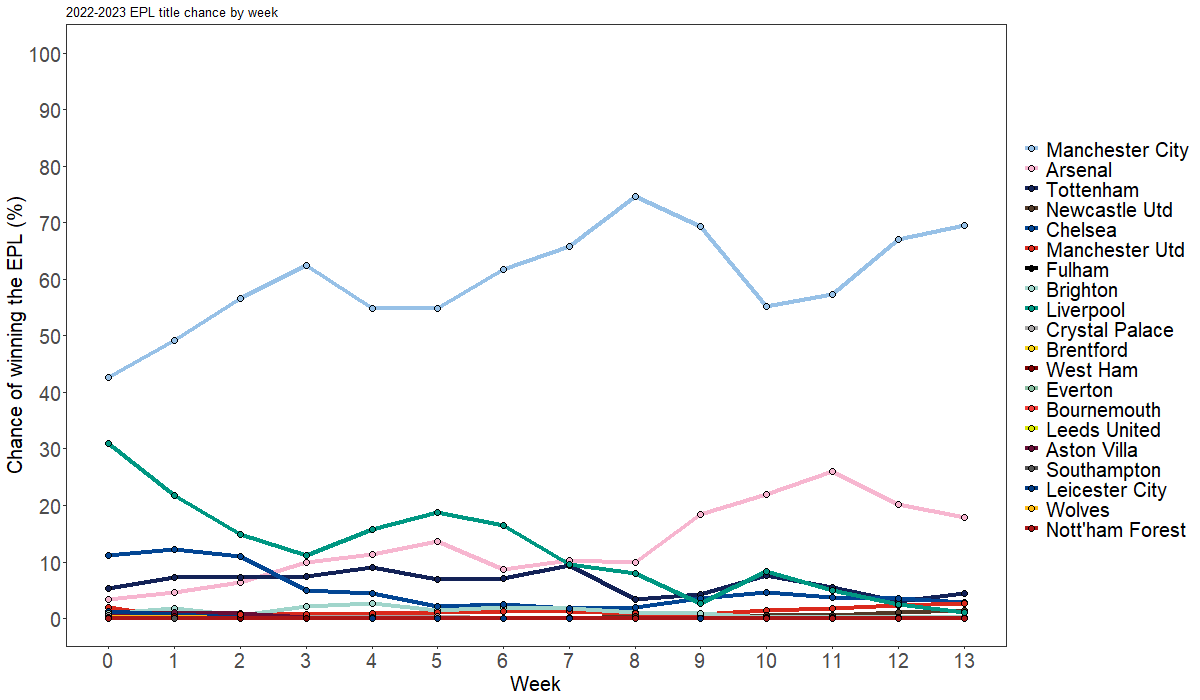 2022-2023 EPL title chance by week
Chance of winning the EPL (%)
100
90
80
70
60
50
40
30
20
10
0
0 1 2 3 4 5 6 7 8 9 10 11 12 13
Week
Manchester City
Arsenal
Tottenham
Newcastle Utd
Chelsea
Manchester Utd
Fulham
Brighton
Liverpool
Crystal Palace
Brentford
West Ham
Everton
Bournemouth
Leeds United
Aston Villa
Southampton
Leicester City
Wolves
Nott'ham Forest